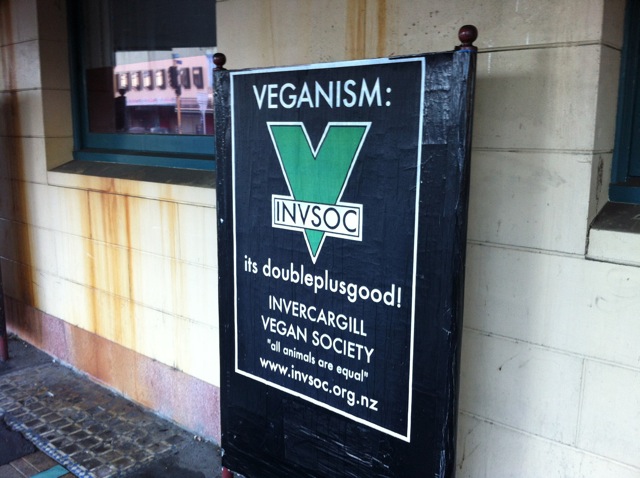 VEGANISM:
INVSOC
its doubleplusgood!
INVERCARGILL
VEGAN SOCIETY
"all animals are equal"
www.invsoc.org.nz